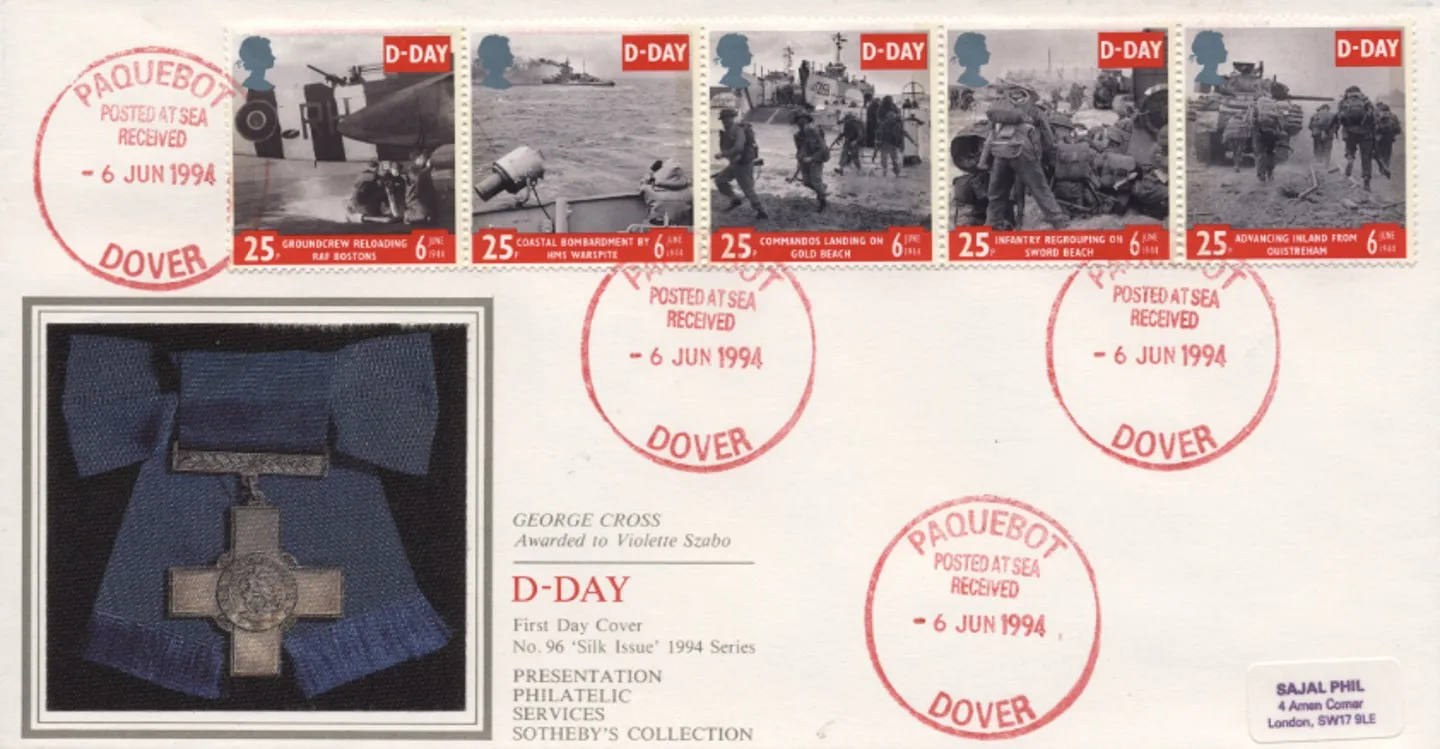 D-DAY
25P GROUNDCREW RELOADING RAF BOSTONS 6 JUNE 1944
D-DAY
25P COASTAL BOMBARDMENT BY HMS WARSPITE 6 JUNE 1944
D-DAY
25P COMMANDOS LANDING ON GOLD BEACH 6 JUNE 1944
D-DAY
25P INFANTRY REGROUPING ON SWORD BEACH 6 JUNE 1944
D-DAY
25P ADVANCING INLAND FROM OUISTREHAM 6 JUNE 1944
PAQUEBOT
POSTED AT SEA
RECEIVED
- 6 JUN 1994
DOVER
PAQUEBOT
POSTED AT SEA
RECEIVED
- 6 JUN 1994
DOVER
PAQUEBOT
POSTED AT SEA
RECEIVED
- 6 JUN 1994
DOVER
GEORGE CROSS
Awarded to Violette Szabo
D-DAY
First Day Cover
No. 96 'Silk Issue' 1994 Series
PRESENTATION
PHILATELIC
SERVICES
SOTHEBY'S COLLECTION
PAQUEBOT
POSTED AT SEA
RECEIVED
- 6 JUN 1994
DOVER
SAJAL PHIL
4 Amen Corner
London, SW17 9LE